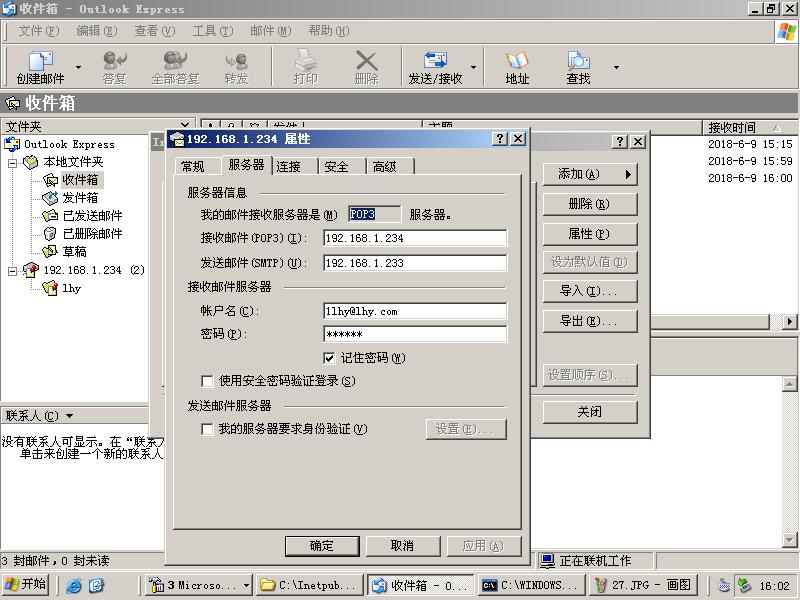 收件箱 - Outlook Express
文件(F) 编辑(E) 查看(V) 工具(T) 邮件(M) 帮助(H)
创建邮件 答复 全部答复 转发 打印 删除 发送/接收 地址 查找
收件箱
文件夹
接收时间
Outlook Express
本地文件夹
收件箱
发件箱
已发送邮件
已删除邮件
草稿
192.168.1.234 (2)
lhy
2018-6-9 15:15
2018-6-9 15:59
2018-6-9 16:00
192.168.1.234 属性
常规 服务器 连接 安全 高级
服务器信息
我的邮件接收服务器是(M) POP3 服务器。
接收邮件(POP3)(I): 192.168.1.234
发送邮件(SMTP)(U): 192.168.1.233
接收邮件服务器
帐户名(C): 1lhy@lhy.com
密码(P): ******
记住密码(W)
使用安全密码验证登录(S)
发送邮件服务器
我的服务器要求身份验证(V) 设置(E)...
确定 取消 应用(A)
添加(A)
删除(R)
属性(P)
设为默认值(D)
导入(I)...
导出(E)...
设置顺序(S)...
关闭
联系人(C)
没有联系人可显示。在“联系人
单击来创建一个新的联系人
3 封邮件，0 封未读
正在联机工作
开始
3 Microso...
C:\Inetpub...
收件箱 - O...
C:\WINDOWS...
27.JPG - 画图
16:02